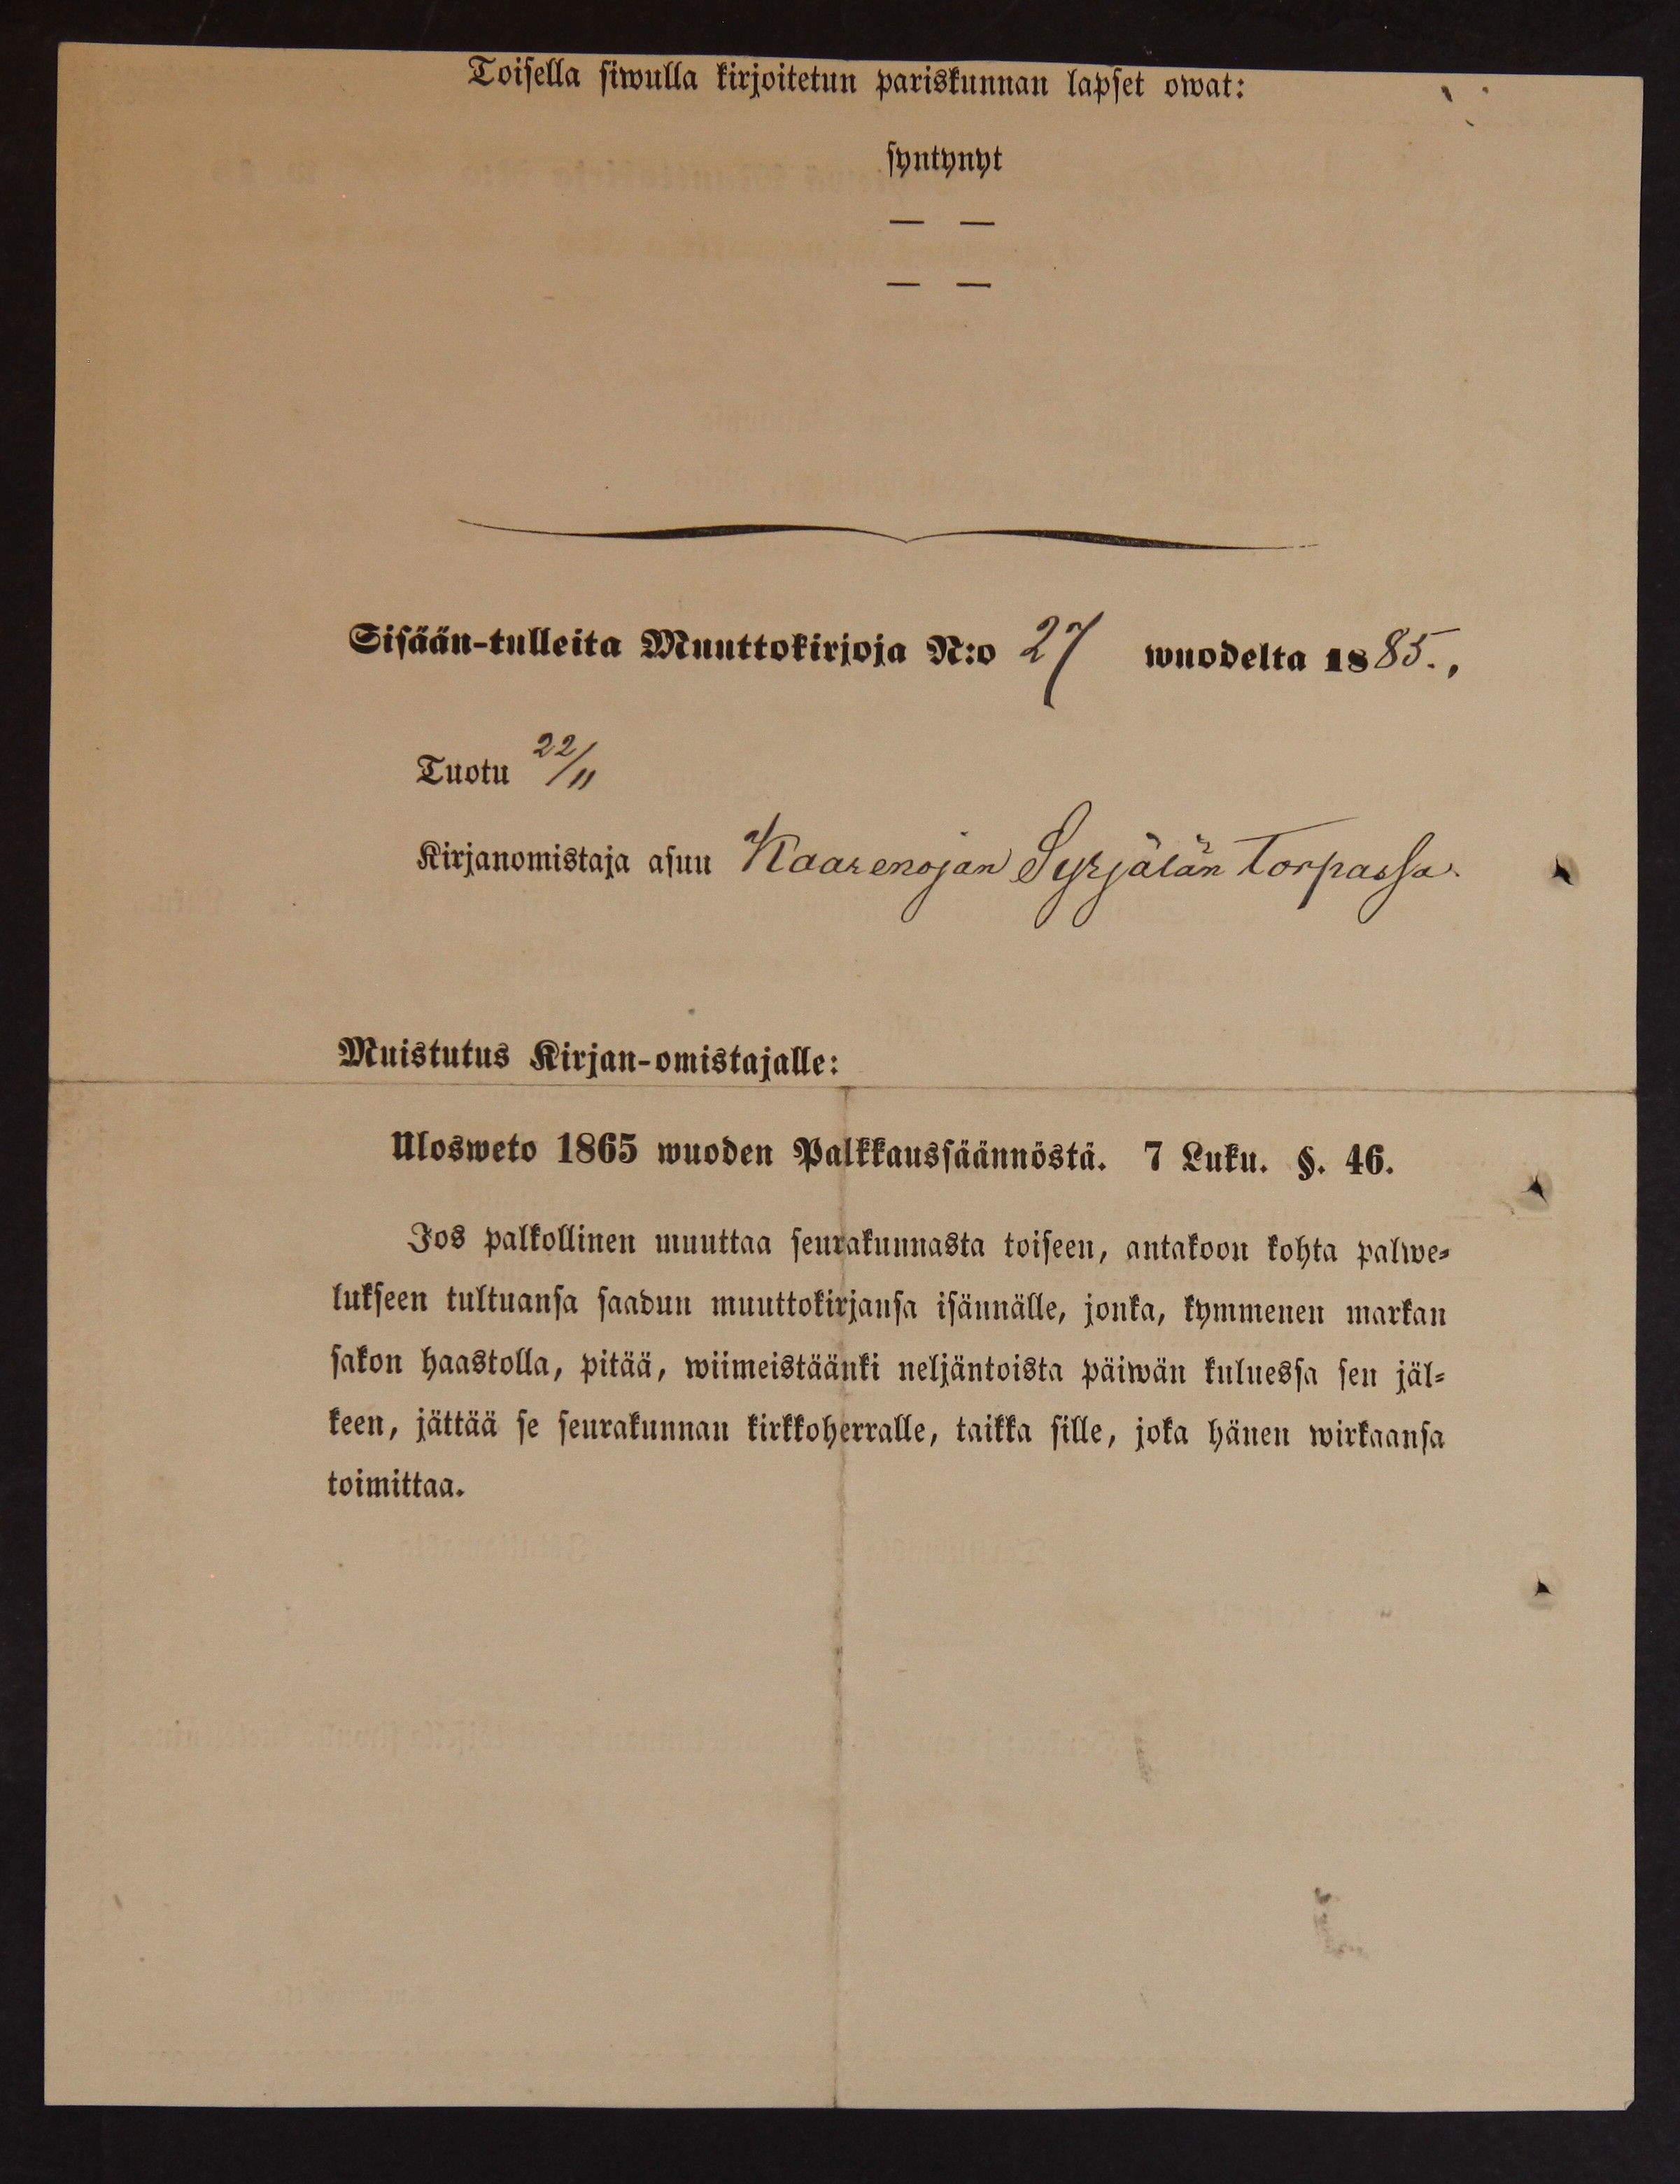 Toisella siwulla kirjoitetun pariskunnan lapset owat:
syntynyt
— —
— —
Sisään-tulleita Muuttokirjoja N:o 27 wuodelta 1885.,
Tuotu 22/11
Kirjanomistaja asuu Kaarenojan Syrjälän torpassa.
Muistutus Kirjan-omistajalle:
Ulosweto 1865 wuoden Palkkaussäännöstä. 7 Luku. §. 46.
Jos palkollinen muuttaa seurakunnasta toiseen, antakoon kohta palwe-
lukseen tultuansa saadun muuttokirjansa isännälle, jonka, kymmenen markan
sakon haastolla, pitää, wiimeistäänki neljäntoista päiwän kuluessa sen jäl-
keen, jättää se seurakunnan kirkkoherralle, taikka sille, joka hänen wirkaansa
toimittaa.